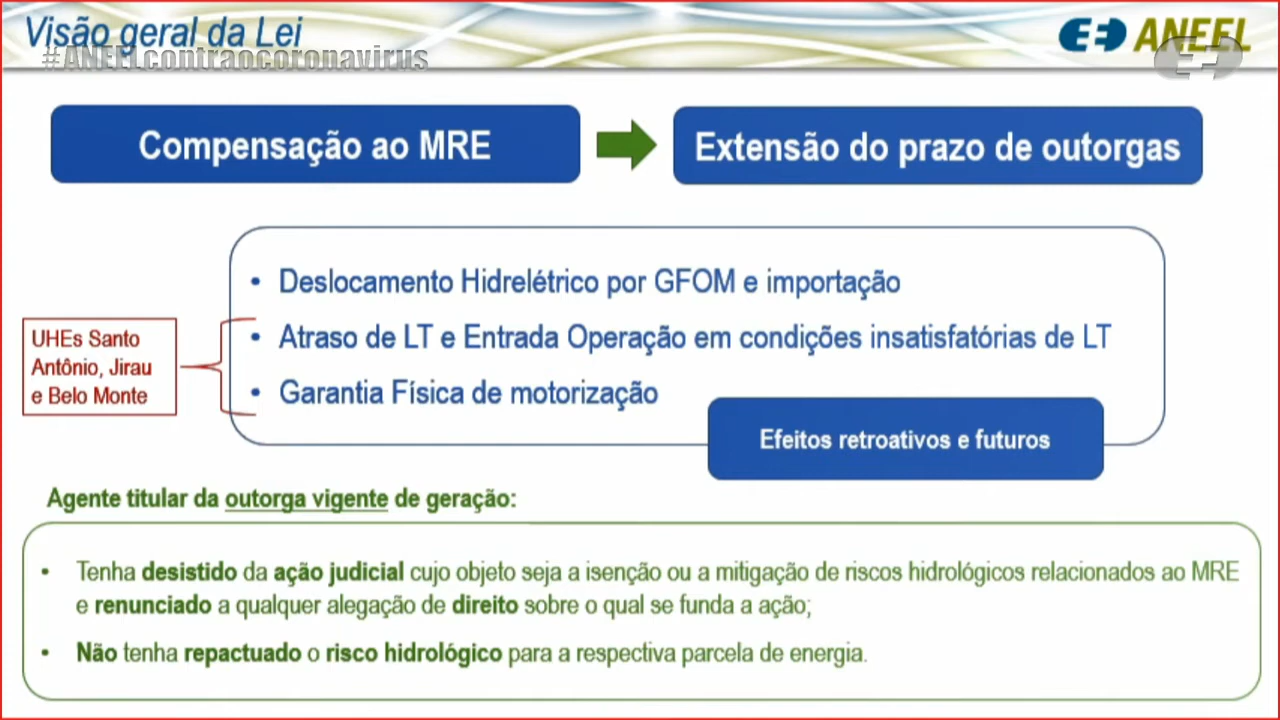 Visão geral da Lei
ANEEL
#ANEELcontraocoronavirus
Compensação ao MRE
Extensão do prazo de outorgas
• Deslocamento Hidrelétrico por GFOM e importação
• Atraso de LT e Entrada Operação em condições insatisfatórias de LT
• Garantia Física de motorização
UHEs Santo
Antônio, Jirau
e Belo Monte
Efeitos retroativos e futuros
Agente titular da outorga vigente de geração:
• Tenha desistido da ação judicial cujo objeto seja a isenção ou a mitigação de riscos hidrológicos relacionados ao MRE
e renunciado a qualquer alegação de direito sobre o qual se funda a ação;
• Não tenha repactuado o risco hidrológico para a respectiva parcela de energia.